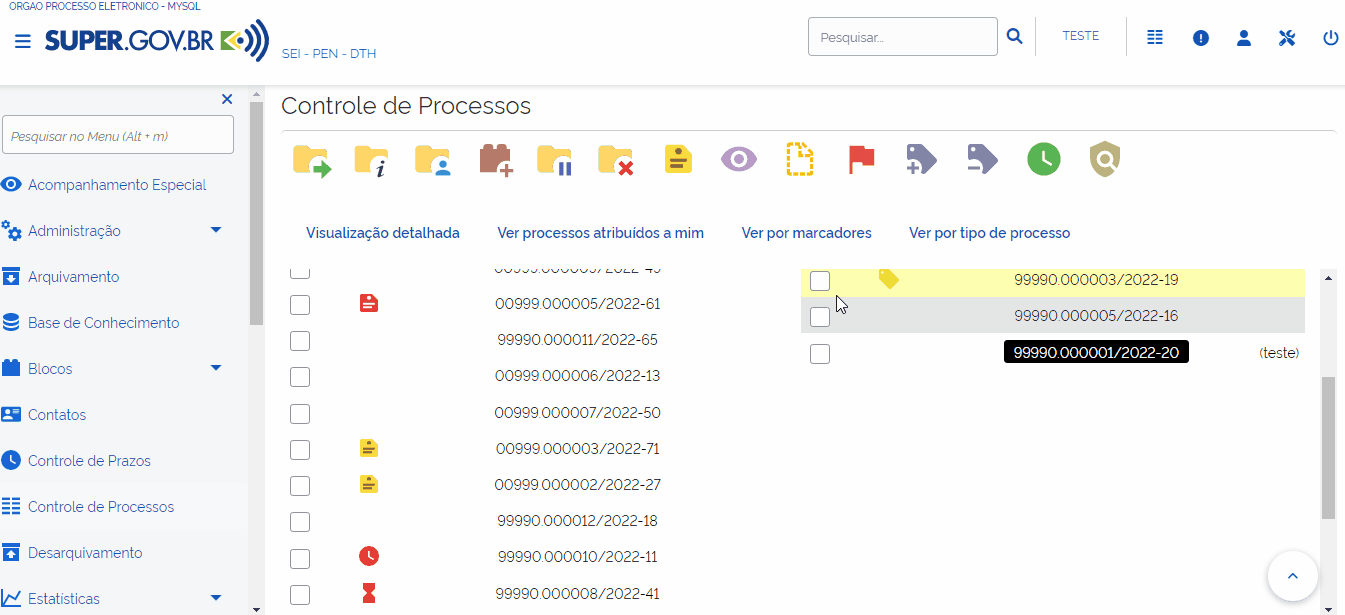 ORGAO PROCESSO ELETRONICO - MYSQL
SUPER.GOV.BR
SEI - PEN - DTH
Pesquisar...
TESTE
Pesquisar no Menu (Alt + m)
Acompanhamento Especial
Administração
Arquivamento
Base de Conhecimento
Blocos
Contatos
Controle de Prazos
Controle de Processos
Desarquivamento
Estatísticas
Controle de Processos
Visualização detalhada
Ver processos atribuídos a mim
Ver por marcadores
Ver por tipo de processo
00999.000005/2022-61
99990.000011/2022-65
00999.000006/2022-13
00999.000007/2022-50
00999.000003/2022-71
00999.000002/2022-27
99990.000012/2022-18
99990.000010/2022-11
99990.000008/2022-41
99990.000003/2022-19
99990.000005/2022-16
99990.000001/2022-20 (teste)